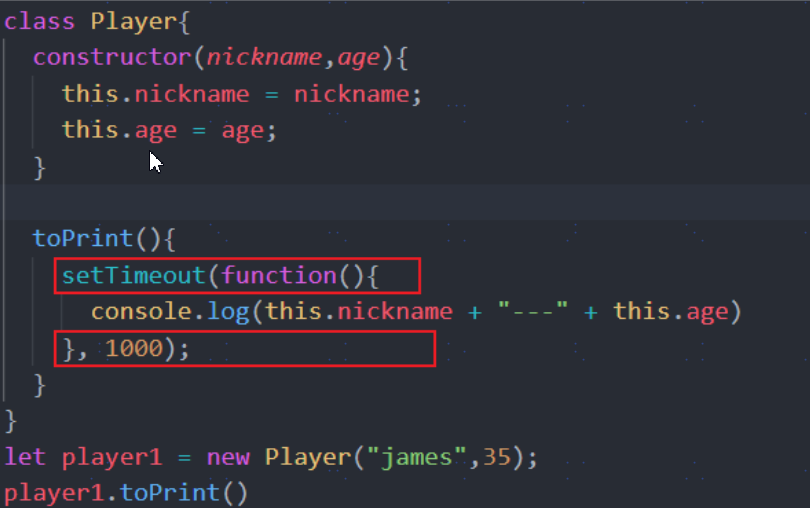 class Player{
  constructor(nickname,age){
    this.nickname = nickname;
    this.age = age;
  }
  toPrint(){
    setTimeout(function(){
      console.log(this.nickname + "---" + this.age)
    }, 1000);
  }
}
let player1 = new Player("james",35);
player1.toPrint()